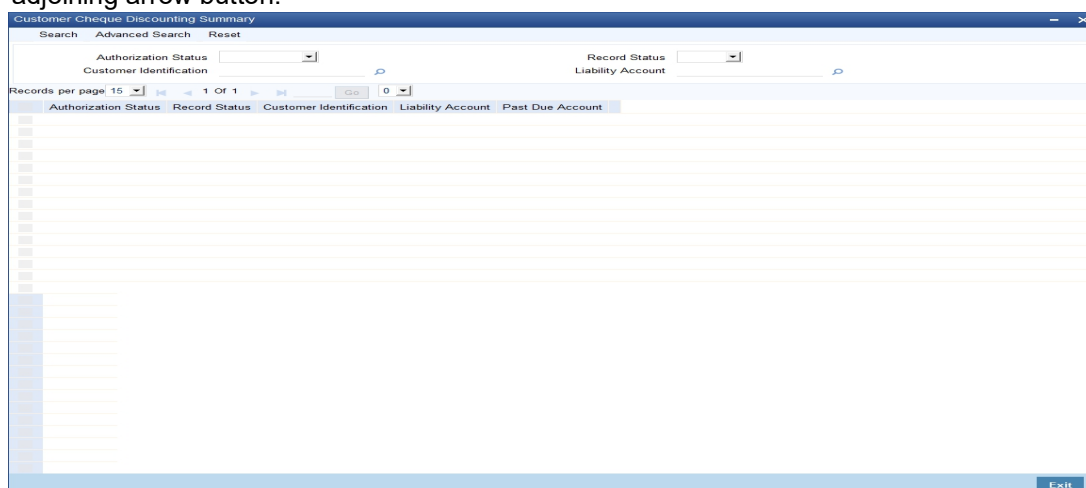 adjoining arrow button.
Customer Cheque Discounting Summary
Search Advanced Search Reset
Authorization Status Record Status
Customer Identification Liability Account
Records per page 15 1 Of 1 Go 0
Authorization Status Record Status Customer Identification Liability Account Past Due Account
Exit